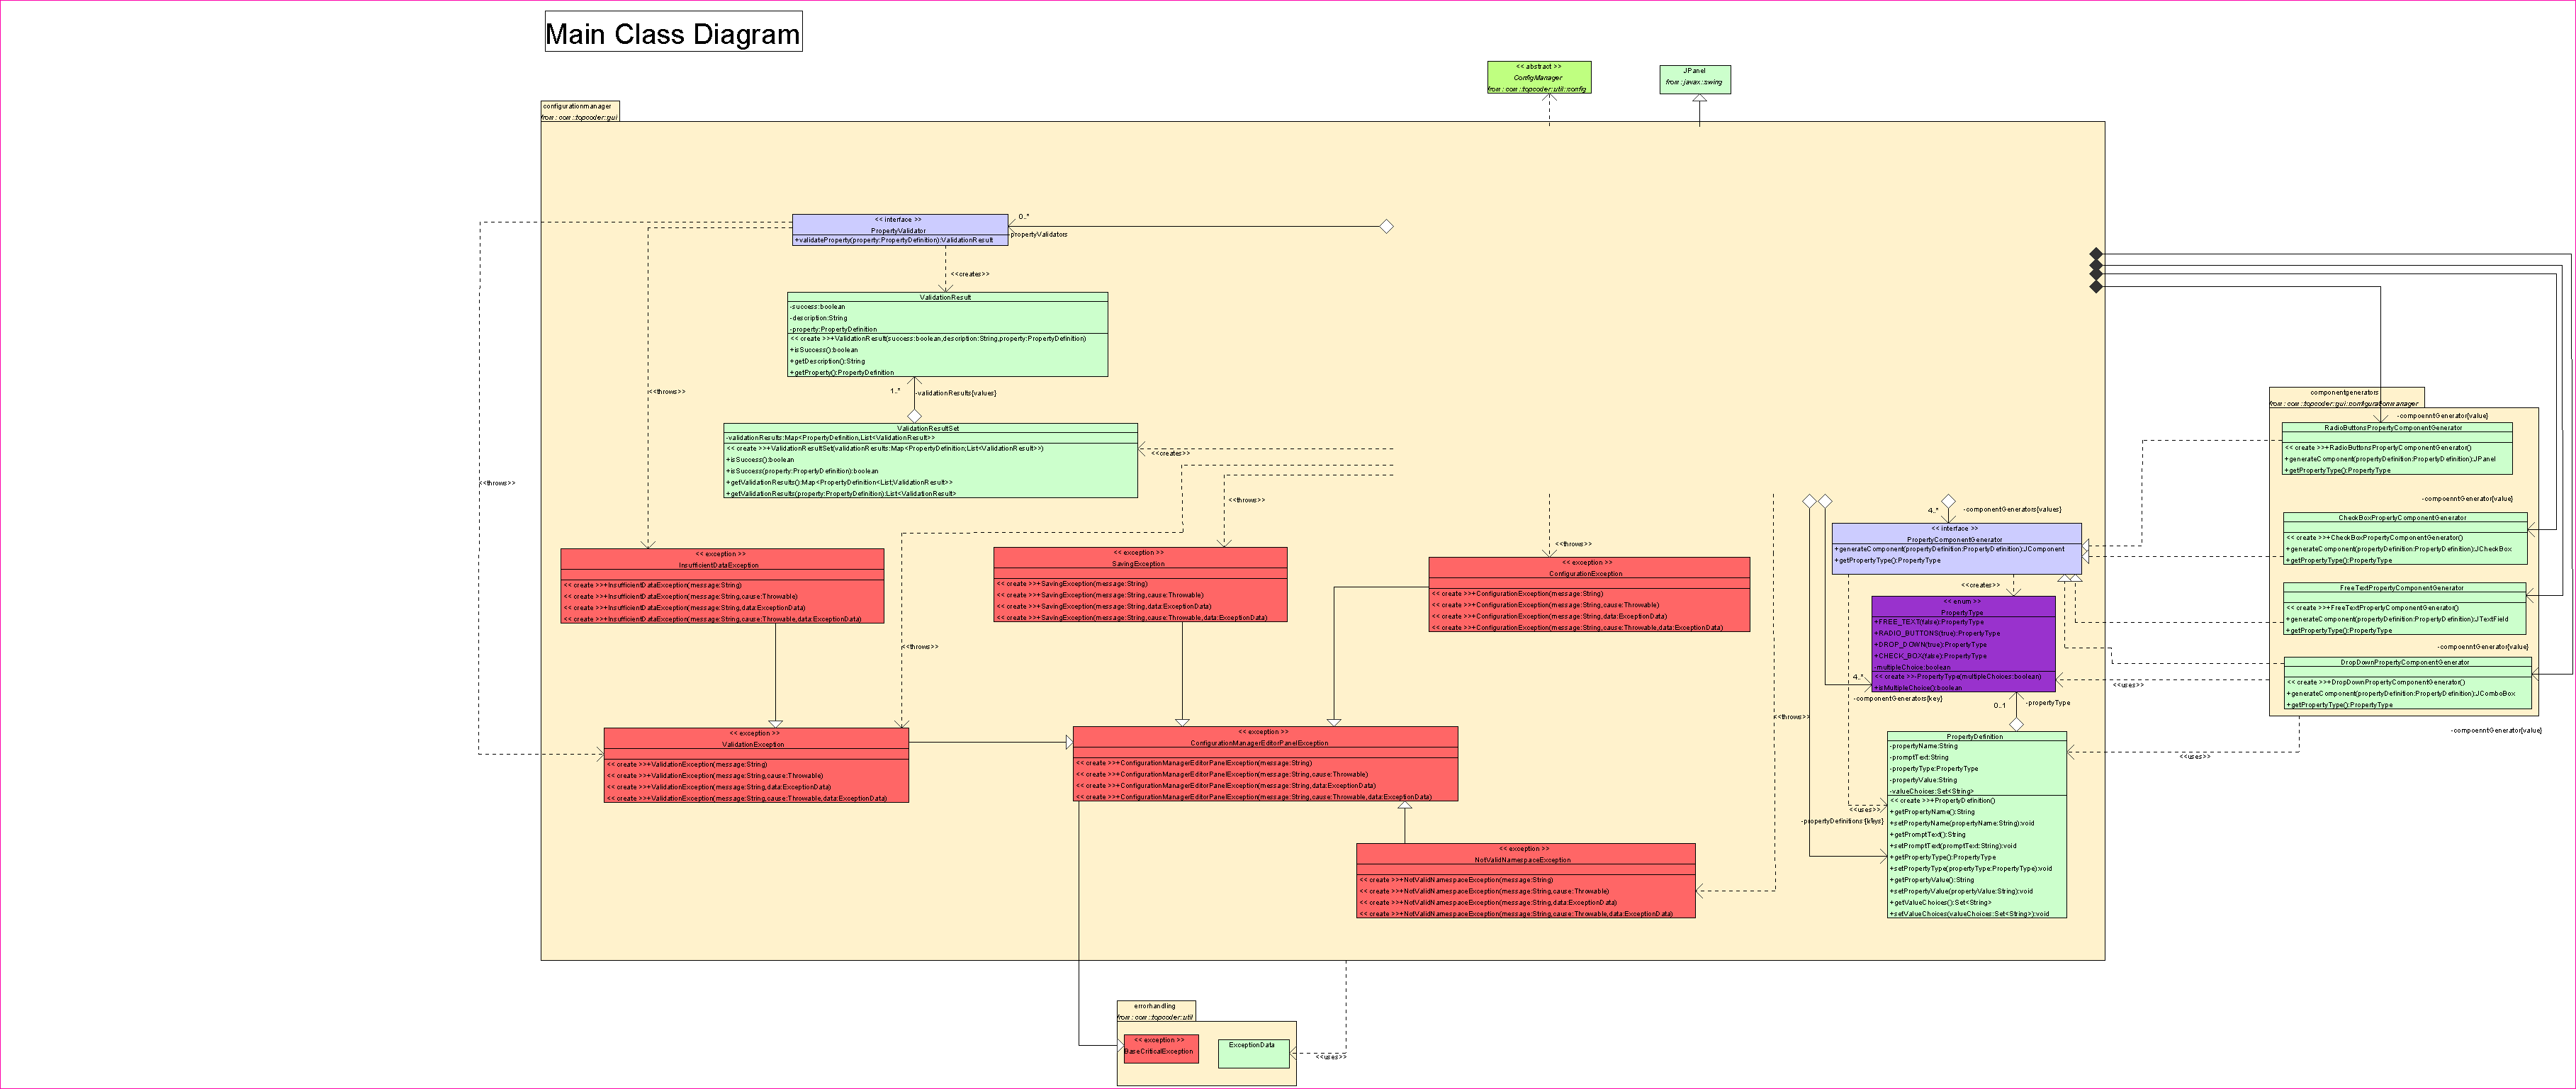 Main Class Diagram
<< abstract >>
ConfigManager
from : com ::topcoder::util::config
JPanel
from : javax::swing
configurationmanager
from : com ::topcoder::gui
<< interface >>
PropertyValidator
+validateProperty(property:PropertyDefinition):ValidationResult
0..*
-propertyValidators
<<creates>>
ValidationResult
-success:boolean
-description:String
-property:PropertyDefinition
<< create >>+ValidationResult(success:boolean,description:String,property:PropertyDefinition)
+isSuccess():boolean
+getDescription():String
+getProperty():PropertyDefinition
1..*
-validationResults{values}
<<throws>>
ValidationResultSet
-validationResults:Map<PropertyDefinition,List<ValidationResult>>
<< create >>+ValidationResultSet(validationResults:Map<PropertyDefinition;List<ValidationResult>>)
+isSuccess():boolean
+isSuccess(property:PropertyDefinition):boolean
+getValidationResults():Map<PropertyDefinition<List;ValidationResult>>
+getValidationResults(property:PropertyDefinition):List<ValidationResult>
<<creates>>
<<throws>>
<<throws>>
<< exception >>
InsufficientDataException
<< create >>+InsufficientDataException(message:String)
<< create >>+InsufficientDataException(message:String,cause:Throwable)
<< create >>+InsufficientDataException(message:String,data:ExceptionData)
<< create >>+InsufficientDataException(message:String,cause:Throwable,data:ExceptionData)
<< exception >>
SavingException
<< create >>+SavingException(message:String)
<< create >>+SavingException(message:String,cause:Throwable)
<< create >>+SavingException(message:String,data:ExceptionData)
<< create >>+SavingException(message:String,cause:Throwable,data:ExceptionData)
<<throws>>
<< exception >>
ConfigurationException
<< create >>+ConfigurationException(message:String)
<< create >>+ConfigurationException(message:String,cause:Throwable)
<< create >>+ConfigurationException(message:String,data:ExceptionData)
<< create >>+ConfigurationException(message:String,cause:Throwable,data:ExceptionData)
<<throws>>
4..*
-componentGenerators{values}
<< interface >>
PropertyComponentGenerator
+generateComponent(propertyDefinition:PropertyDefinition):JComponent
+getPropertyType():PropertyType
<<creates>>
<< enum >>
PropertyType
+FREE_TEXT(false):PropertyType
+RADIO_BUTTONS(true):PropertyType
+DROP_DOWN(true):PropertyType
+CHECK_BOX(false):PropertyType
-multipleChoice:boolean
<< create >>-PropertyType(multipleChoices:boolean)
+isMultipleChoice():boolean
4..*
-componentGenerators{key}
0..1
-propertyType
<<uses>>
<<throws>>
<< exception >>
ValidationException
<< create >>+ValidationException(message:String)
<< create >>+ValidationException(message:String,cause:Throwable)
<< create >>+ValidationException(message:String,data:ExceptionData)
<< create >>+ValidationException(message:String,cause:Throwable,data:ExceptionData)
<< exception >>
ConfigurationManagerEditorPanelException
<< create >>+ConfigurationManagerEditorPanelException(message:String)
<< create >>+ConfigurationManagerEditorPanelException(message:String,cause:Throwable)
<< create >>+ConfigurationManagerEditorPanelException(message:String,data:ExceptionData)
<< create >>+ConfigurationManagerEditorPanelException(message:String,cause:Throwable,data:ExceptionData)
<< exception >>
NotValidNamespaceException
<< create >>+NotValidNamespaceException(message:String)
<< create >>+NotValidNamespaceException(message:String,cause:Throwable)
<< create >>+NotValidNamespaceException(message:String,data:ExceptionData)
<< create >>+NotValidNamespaceException(message:String,cause:Throwable,data:ExceptionData)
PropertyDefinition
-propertyName:String
-promptText:String
-propertyType:PropertyType
-propertyValue:String
-valueChoices:Set<String>
<< create >>+PropertyDefinition()
+getPropertyName():String
+setPropertyName(propertyName:String):void
+getPromptText():String
+setPromptText(promptText:String):void
+getPropertyType():PropertyType
+setPropertyType(propertyType:PropertyType):void
+getPropertyValue():String
+setPropertyValue(propertyValue:String):void
+getValueChoices():Set<String>
+setValueChoices(valueChoices:Set<String>):void
<<uses>>
-propertyDefinitions{keys}
<<uses>>
componentgenerators
from : com ::topcoder::gui::configurationmanager
-compoenntGenerator{value}
RadioButtonsPropertyComponentGenerator
<< create >>+RadioButtonsPropertyComponentGenerator()
+generateComponent(propertyDefinition:PropertyDefinition):JPanel
+getPropertyType():PropertyType
-compoenntGenerator{value}
CheckBoxPropertyComponentGenerator
<< create >>+CheckBoxPropertyComponentGenerator()
+generateComponent(propertyDefinition:PropertyDefinition):JCheckBox
+getPropertyType():PropertyType
FreeTextPropertyComponentGenerator
<< create >>+FreeTextPropertyComponentGenerator()
+generateComponent(propertyDefinition:PropertyDefinition):JTextField
+getPropertyType():PropertyType
-compoenntGenerator{value}
DropDownPropertyComponentGenerator
<< create >>+DropDownPropertyComponentGenerator()
+generateComponent(propertyDefinition:PropertyDefinition):JComboBox
+getPropertyType():PropertyType
-compoenntGenerator{value}
errorhandling
from : com ::topcoder::util
<< exception >>
BaseCriticalException
ExceptionData
<<uses>>